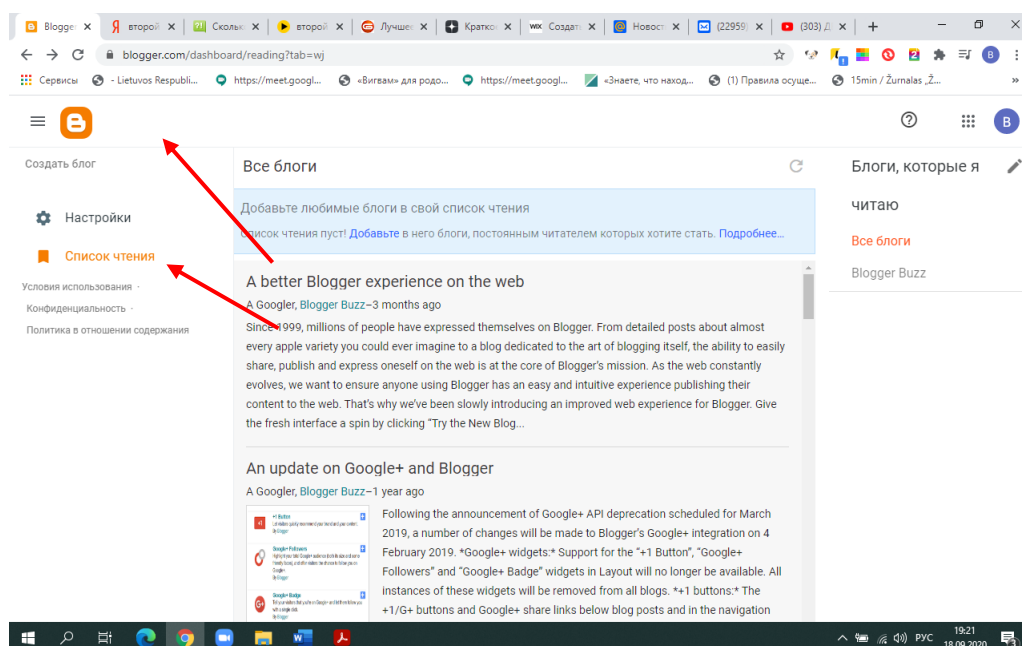 Blogge
второй
Сколь
второй
Лучшее
Кратко
Создат
Новост
(22959)
(303) Д
blogger.com/dashboard/reading?tab=wj
Сервисы
- Lietuvos Respubli...
https://meet.googl...
«Вигвам» для родо...
https://meet.googl...
«Знаете, что наход...
(1) Правила осуще...
15min / Žurnalas „Ž...
В
Создать блог
Настройки
Список чтения
Условия использования ·
Конфиденциальность ·
Политика в отношении содержания
Все блоги
Добавьте любимые блоги в свой список чтения
Список чтения пуст! Добавьте в него блоги, постоянным читателем которых хотите стать. Подробнее...
A better Blogger experience on the web
A Googler, Blogger Buzz–3 months ago
Since 1999, millions of people have expressed themselves on Blogger. From detailed posts about almost
every apple variety you could ever imagine to a blog dedicated to the art of blogging itself, the ability to easily
share, publish and express oneself on the web is at the core of Blogger's mission. As the web constantly
evolves, we want to ensure anyone using Blogger has an easy and intuitive experience publishing their
content to the web. That's why we've been slowly introducing an improved web experience for Blogger. Give
the fresh interface a spin by clicking "Try the New Blog...
An update on Google+ and Blogger
A Googler, Blogger Buzz–1 year ago
+1 Button
By Blogger
Google+ Followers
By Blogger
Google+ Badge
By Blogger
Following the announcement of Google+ API deprecation scheduled for March
2019, a number of changes will be made to Blogger's Google+ integration on 4
February 2019. *Google+ widgets:* Support for the "+1 Button", "Google+
Followers" and "Google+ Badge" widgets in Layout will no longer be available. All
instances of these widgets will be removed from all blogs. *+1 buttons:* The
+1/G+ buttons and Google+ share links below blog posts and in the navigation
Блоги, которые я
читаю
Все блоги
Blogger Buzz
РУС
19:21
18.09.2020